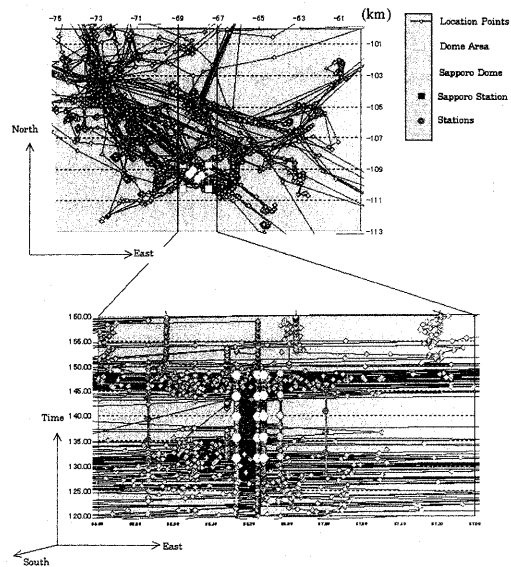 -75 -73 -71 -69 -67 -65 -63 -61 (km)
-101
-103
-105
-107
-109
-111
-113
Location Points
Dome Area
Sapporo Dome
Sapporo Station
Stations
North
East
160.00
155.00
150.00
145.00
140.00
135.00
130.00
125.00
120.00
Time
East
South